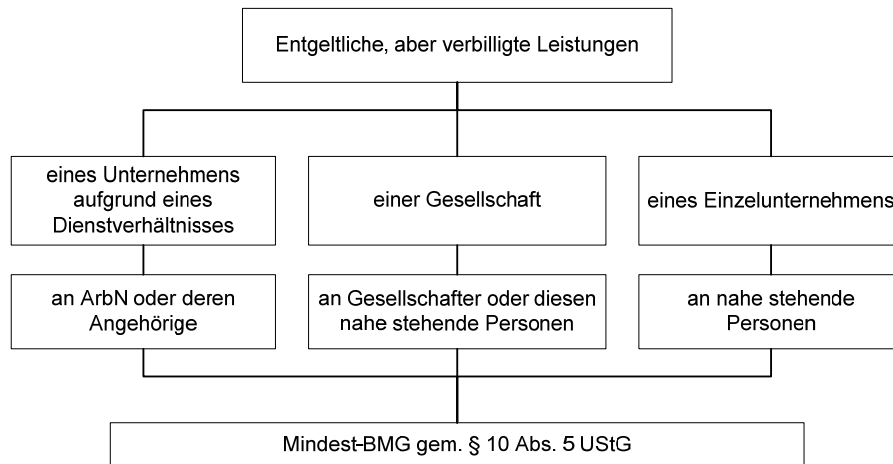 Entgeltliche, aber verbilligte Leistungen
eines Unternehmens
aufgrund eines
Dienstverhältnisses
einer Gesellschaft
eines Einzelunternehmens
an ArbN oder deren
Angehörige
an Gesellschafter oder diesen
nahe stehende Personen
an nahe stehende
Personen
Mindest-BMG gem. § 10 Abs. 5 UStG